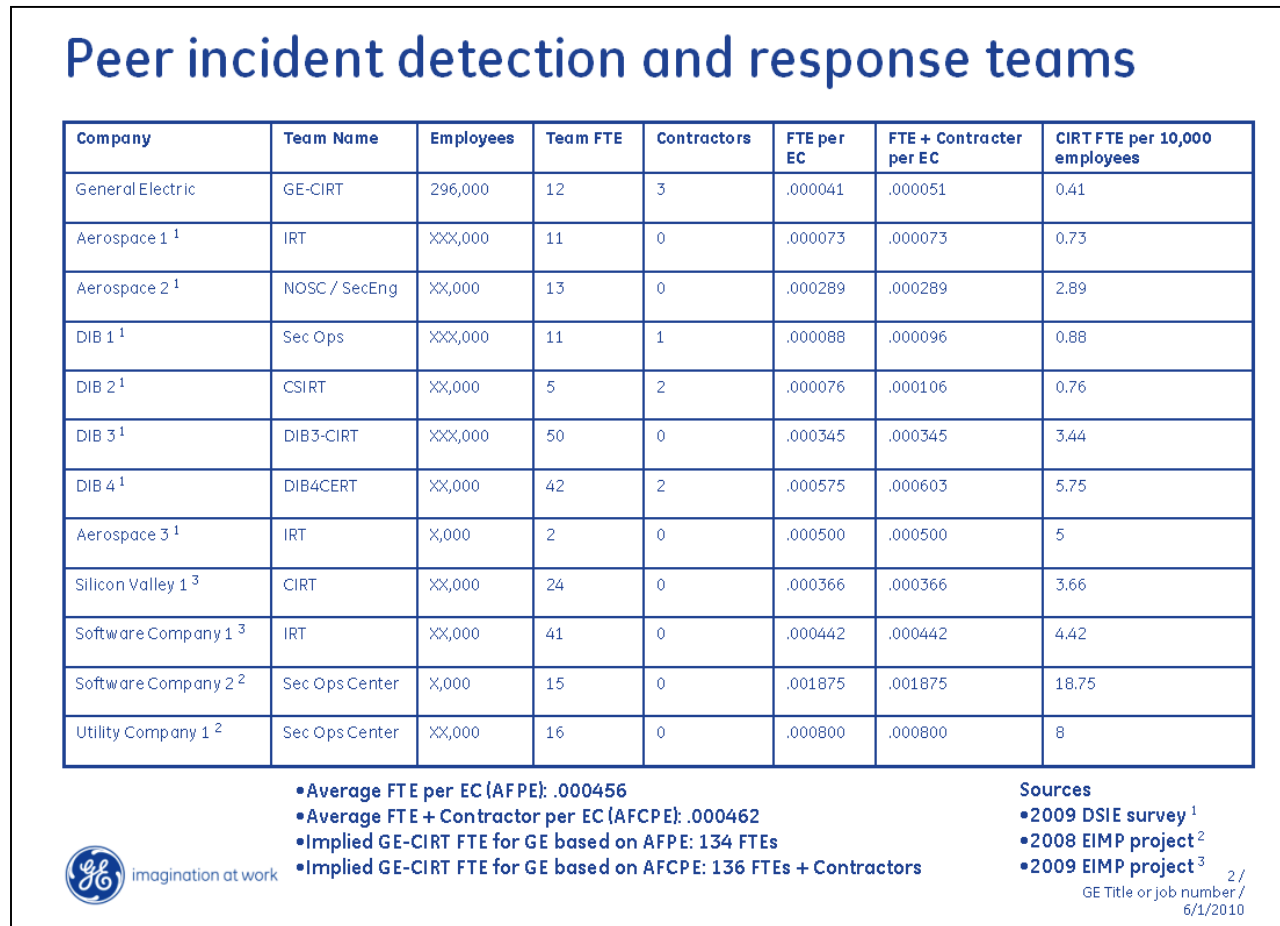 Peer incident detection and response teams
Company Team Name Employees Team FTE Contractors FTE per EC FTE + Contracter per EC CIRT FTE per 10,000 employees
General Electric GE-CIRT 296,000 12 3 .000041 .000051 0.41
Aerospace 1 ¹ IRT XXX,000 11 0 .000073 .000073 0.73
Aerospace 2 ¹ NOSC / SecEng XX,000 13 0 .000289 .000289 2.89
DIB 1 ¹ Sec Ops XXX,000 11 1 .000088 .000096 0.88
DIB 2 ¹ CSIRT XX,000 5 2 .000076 .000106 0.76
DIB 3 ¹ DIB3-CIRT XXX,000 50 0 .000345 .000345 3.44
DIB 4 ¹ DIB4CERT XX,000 42 2 .000575 .000603 5.75
Aerospace 3 ¹ IRT X,000 2 0 .000500 .000500 5
Silicon Valley 1 ³ CIRT XX,000 24 0 .000366 .000366 3.66
Software Company 1 ³ IRT XX,000 41 0 .000442 .000442 4.42
Software Company 2 ² Sec Ops Center X,000 15 0 .001875 .001875 18.75
Utility Company 1 ² Sec Ops Center XX,000 16 0 .000800 .000800 8
•Average FTE per EC (AFPE): .000456
•Average FTE + Contractor per EC (AFCPE): .000462
•Implied GE-CIRT FTE for GE based on AFPE: 134 FTEs
•Implied GE-CIRT FTE for GE based on AFCPE: 136 FTEs + Contractors
Sources
•2009 DSIE survey ¹
•2008 EIMP project ²
•2009 EIMP project ³
GE imagination at work
2 /
GE Title or job number /
6/1/2010